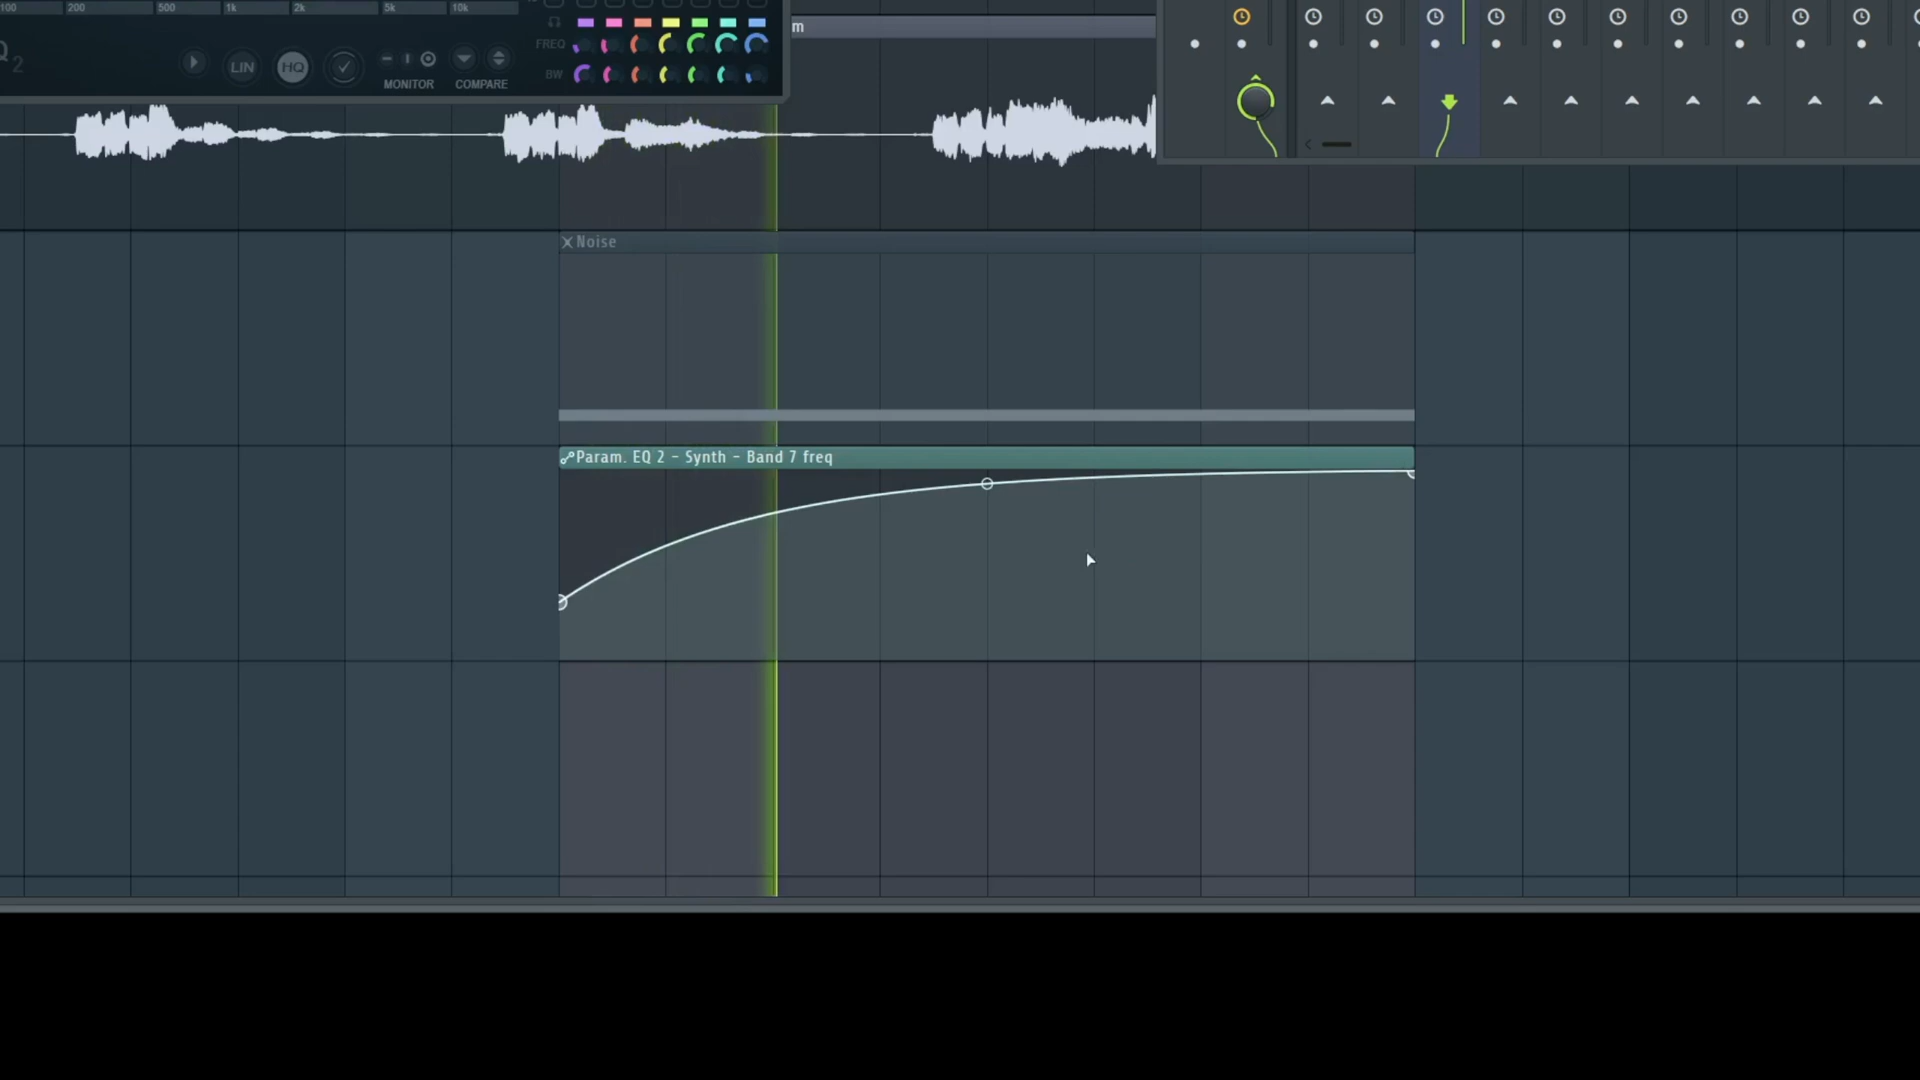 100 200 500 1k 2k 5k 10k
Q 2
LIN HQ
MONITOR COMPARE
FREQ
BW
m
Noise
Param. EQ 2 - Synth - Band 7 freq